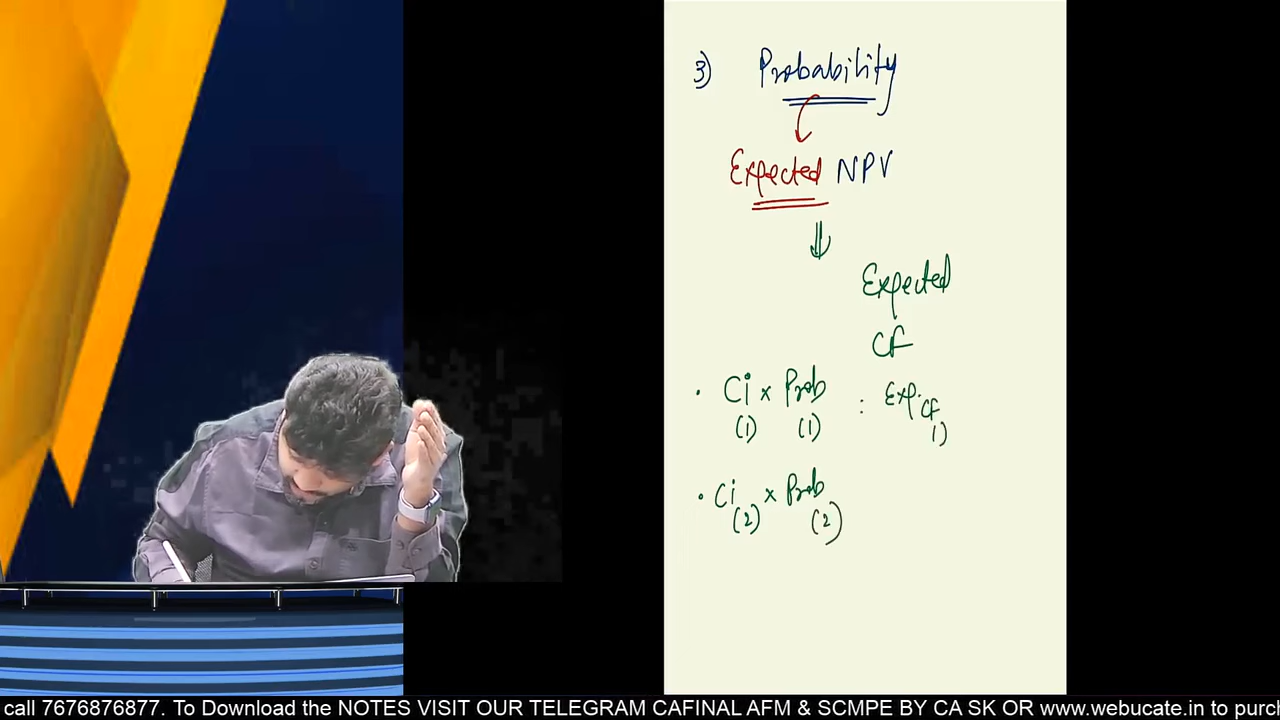 3) Probability
Expected NPV
Expected
CF
. Ci x Prob : Exp. CF
(1) (1) 1)
. Ci x Prob
(2) (2)
call 7676876877. To Download the NOTES VISIT OUR TELEGRAM CAFINAL AFM & SCMPE BY CA SK OR www.webucate.in to purch